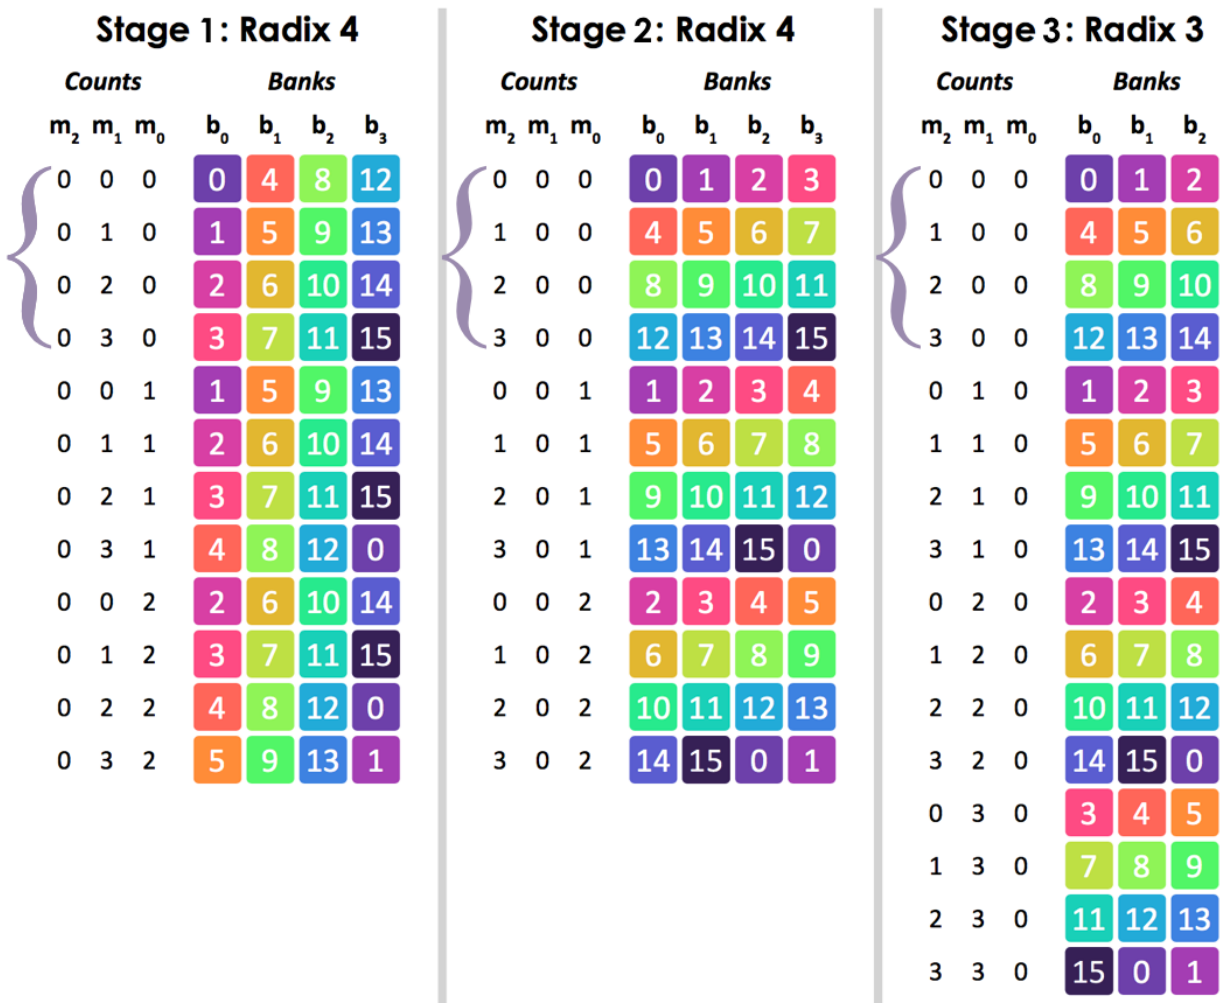 Stage 1: Radix 4
Counts Banks
m2 m1 m0 b0 b1 b2 b3
0 0 0 0 4 8 12
0 1 0 1 5 9 13
0 2 0 2 6 10 14
0 3 0 3 7 11 15
0 0 1 1 5 9 13
0 1 1 2 6 10 14
0 2 1 3 7 11 15
0 3 1 4 8 12 0
0 0 2 2 6 10 14
0 1 2 3 7 11 15
0 2 2 4 8 12 0
0 3 2 5 9 13 1
Stage 2: Radix 4
Counts Banks
m2 m1 m0 b0 b1 b2 b3
0 0 0 0 1 2 3
1 0 0 4 5 6 7
2 0 0 8 9 10 11
3 0 0 12 13 14 15
0 0 1 1 2 3 4
1 0 1 5 6 7 8
2 0 1 9 10 11 12
3 0 1 13 14 15 0
0 0 2 2 3 4 5
1 0 2 6 7 8 9
2 0 2 10 11 12 13
3 0 2 14 15 0 1
Stage 3: Radix 3
Counts Banks
m2 m1 m0 b0 b1 b2
0 0 0 0 1 2
1 0 0 4 5 6
2 0 0 8 9 10
3 0 0 12 13 14
0 1 0 1 2 3
1 1 0 5 6 7
2 1 0 9 10 11
3 1 0 13 14 15
0 2 0 2 3 4
1 2 0 6 7 8
2 2 0 10 11 12
3 2 0 14 15 0
0 3 0 3 4 5
1 3 0 7 8 9
2 3 0 11 12 13
3 3 0 15 0 1